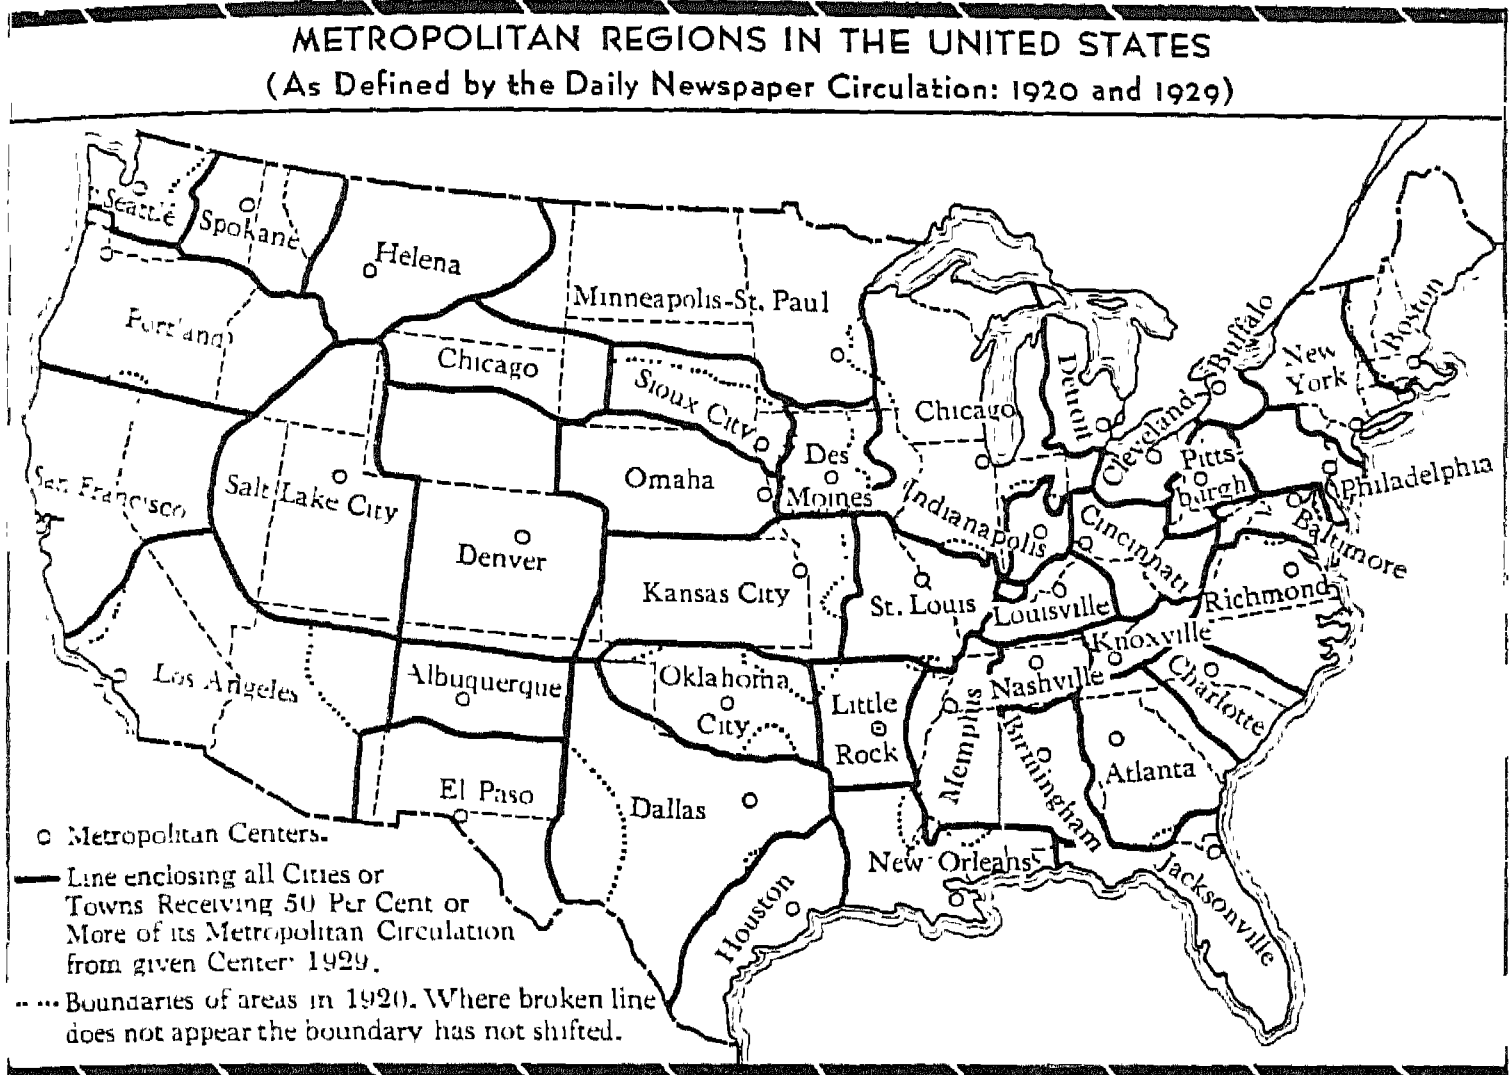 METROPOLITAN REGIONS IN THE UNITED STATES
(As Defined by the Daily Newspaper Circulation: 1920 and 1929)
Seattle
Spokane
Helena
Portland
Minneapolis-St. Paul
Chicago
Sioux City
Chicago
Detroit
Cleveland
Buffalo
New
York
Boston
San Francisco
Salt Lake City
Omaha
Des
Moines
Indianapolis
Cincinnati
Pitts-
burgh
Philadelphia
Baltimore
Denver
Kansas City
St. Louis
Louisville
Richmond
Knoxville
Los Angeles
Albuquerque
Oklahoma
City
Little
Rock
Memphis
Nashville
Charlotte
Birmingham
Atlanta
El Paso
Dallas
Houston
New Orleans
Jacksonville
Metropolitan Centers.
Line enclosing all Cities or
Towns Receiving 50 Per Cent or
More of its Metropolitan Circulation
from given Center 1929.
Boundaries of areas in 1920. Where broken line
does not appear the boundary has not shifted.